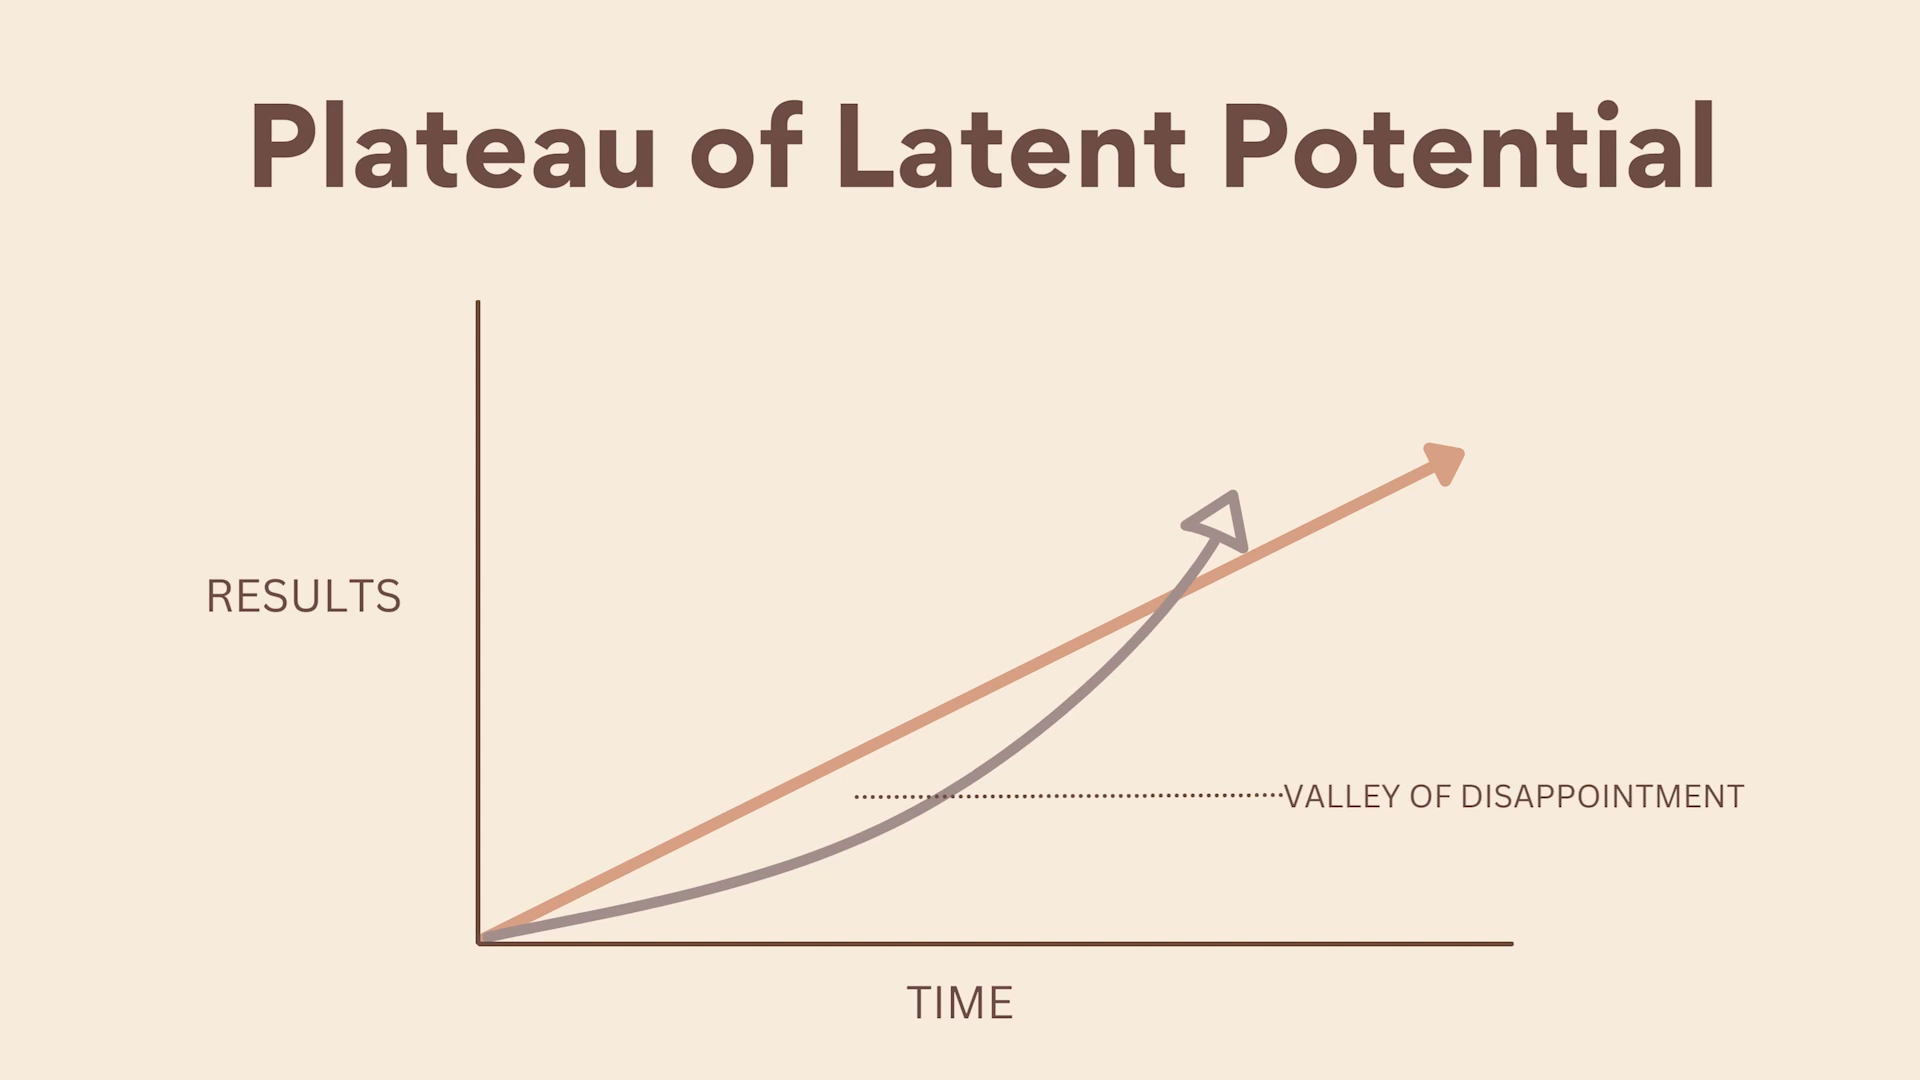 Plateau of Latent Potential
RESULTS
VALLEY OF DISAPPOINTMENT
TIME